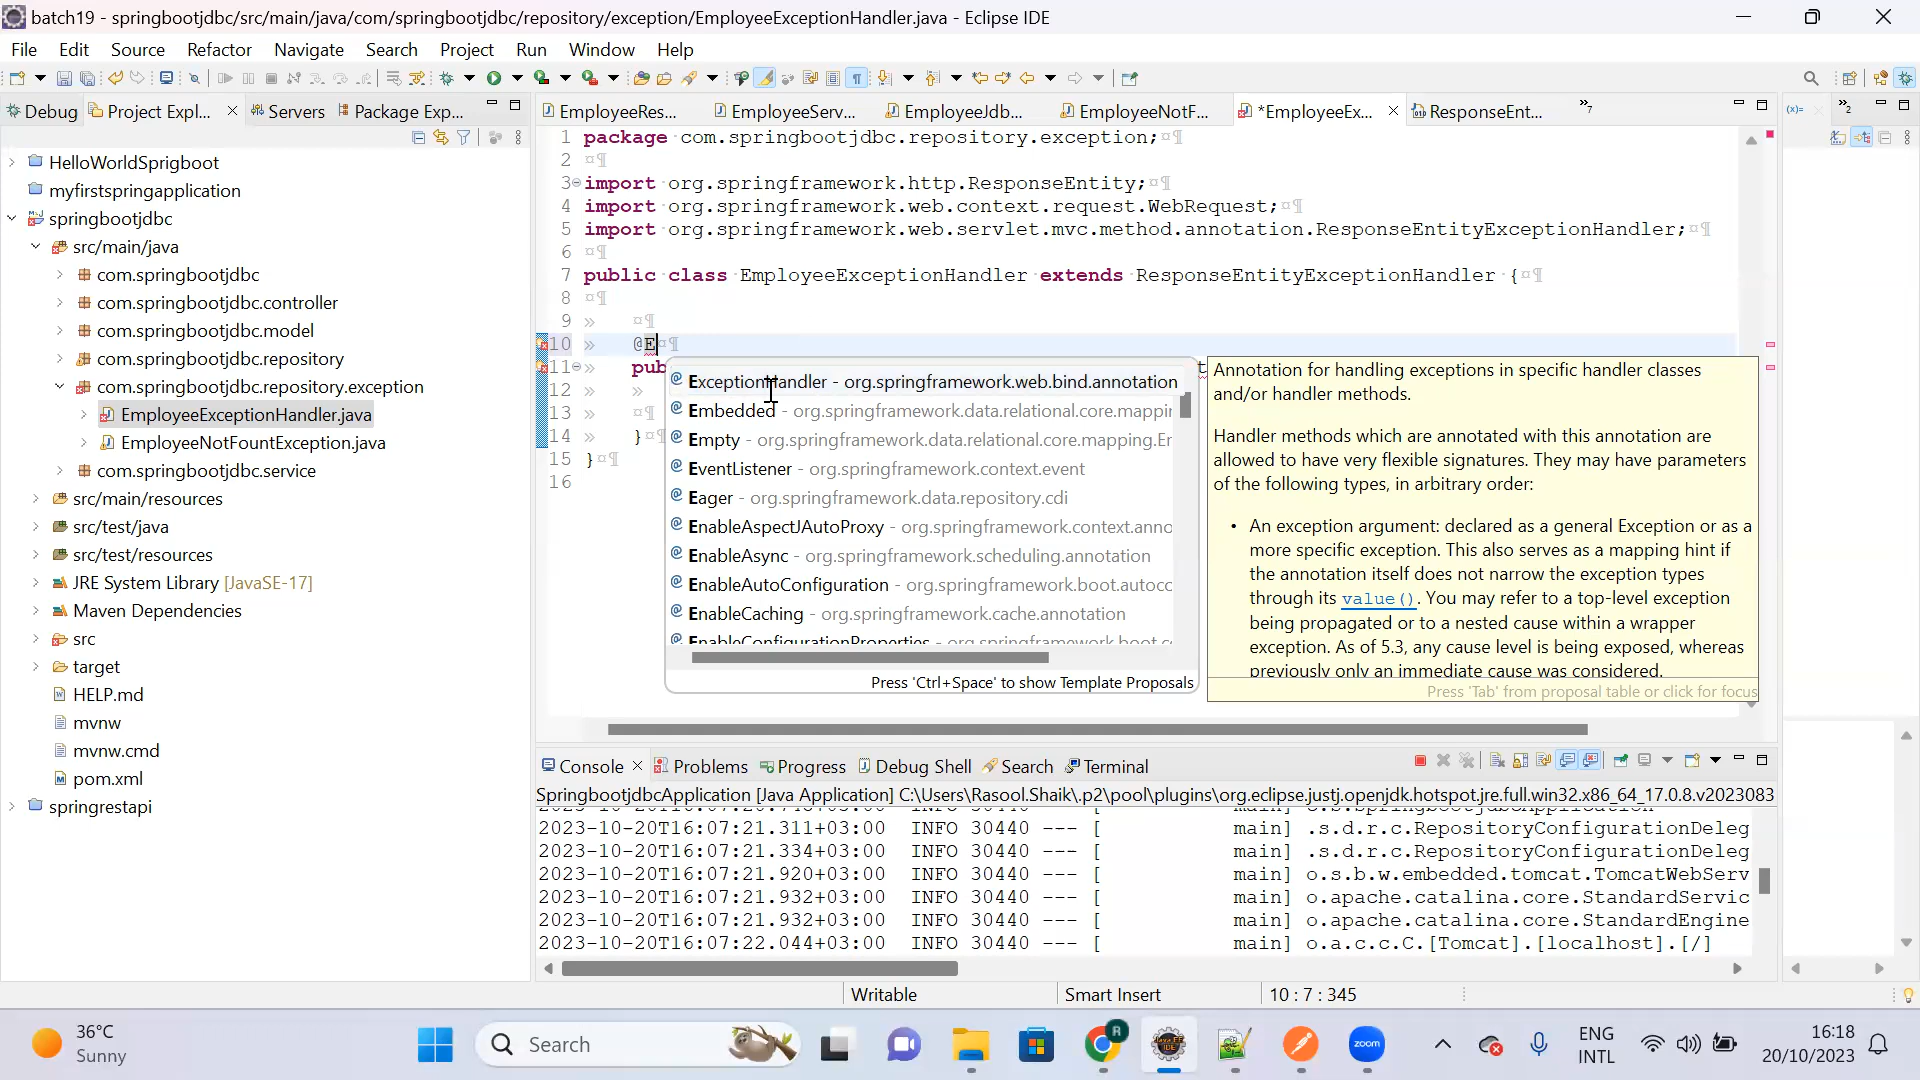 batch19 - springbootjdbc/src/main/java/com/springbootjdbc/repository/exception/EmployeeExceptionHandler.java - Eclipse IDE
File Edit Source Refactor Navigate Search Project Run Window Help
Debug Project Expl... Servers Package Exp...
EmployeeRes... EmployeeServ... EmployeeJdb... EmployeeNotF... *EmployeeEx... ResponseEnt... 7
2
HelloWorldSprigboot
myfirstspringapplication
springbootjdbc
src/main/java
com.springbootjdbc
com.springbootjdbc.controller
com.springbootjdbc.model
com.springbootjdbc.repository
com.springbootjdbc.repository.exception
EmployeeExceptionHandler.java
EmployeeNotFountException.java
com.springbootjdbc.service
src/main/resources
src/test/java
src/test/resources
JRE System Library [JavaSE-17]
Maven Dependencies
src
target
HELP.md
mvnw
mvnw.cmd
pom.xml
springrestapi
1 package com.springbootjdbc.repository.exception;
2
3 import org.springframework.http.ResponseEntity;
4 import org.springframework.web.context.request.WebRequest;
5 import org.springframework.web.servlet.mvc.method.annotation.ResponseEntityExceptionHandler;
6
7 public class EmployeeExceptionHandler extends ResponseEntityExceptionHandler {
8
9
10 @E
11 pub
12
13
14 }
15 }
16
ExceptionHandler - org.springframework.web.bind.annotation
Embedded - org.springframework.data.relational.core.mappin
Empty - org.springframework.data.relational.core.mapping.Er
EventListener - org.springframework.context.event
Eager - org.springframework.data.repository.cdi
EnableAspectJAutoProxy - org.springframework.context.anno
EnableAsync - org.springframework.scheduling.annotation
EnableAutoConfiguration - org.springframework.boot.autocc
EnableCaching - org.springframework.cache.annotation
EnableConfigurationProperties - org.springframework.boot.c
Press 'Ctrl+Space' to show Template Proposals
Annotation for handling exceptions in specific handler classes
and/or handler methods.
Handler methods which are annotated with this annotation are
allowed to have very flexible signatures. They may have parameters
of the following types, in arbitrary order:
• An exception argument: declared as a general Exception or as a
more specific exception. This also serves as a mapping hint if
the annotation itself does not narrow the exception types
through its value(). You may refer to a top-level exception
being propagated or to a nested cause within a wrapper
exception. As of 5.3, any cause level is being exposed, whereas
previously only an immediate cause was considered.
Press 'Tab' from proposal table or click for focus
Console Problems Progress Debug Shell Search Terminal
SpringbootjdbcApplication [Java Application] C:\Users\Rasool.Shaik\.p2\pool\plugins\org.eclipse.justj.openjdk.hotspot.jre.full.win32.x86_64_17.0.8.v2023083
2023-10-20T16:07:21.311+03:00 INFO 30440 --- [ main] .s.d.r.c.RepositoryConfigurationDeleg
2023-10-20T16:07:21.334+03:00 INFO 30440 --- [ main] .s.d.r.c.RepositoryConfigurationDeleg
2023-10-20T16:07:21.920+03:00 INFO 30440 --- [ main] o.s.b.w.embedded.tomcat.TomcatWebServ
2023-10-20T16:07:21.932+03:00 INFO 30440 --- [ main] o.apache.catalina.core.StandardServic
2023-10-20T16:07:21.932+03:00 INFO 30440 --- [ main] o.apache.catalina.core.StandardEngine
2023-10-20T16:07:22.044+03:00 INFO 30440 --- [ main] o.a.c.c.C.[Tomcat].[localhost].[/]
Writable Smart Insert 10 : 7 : 345
36°C
Sunny
Search
R
zoom
ENG
INTL
16:18
20/10/2023